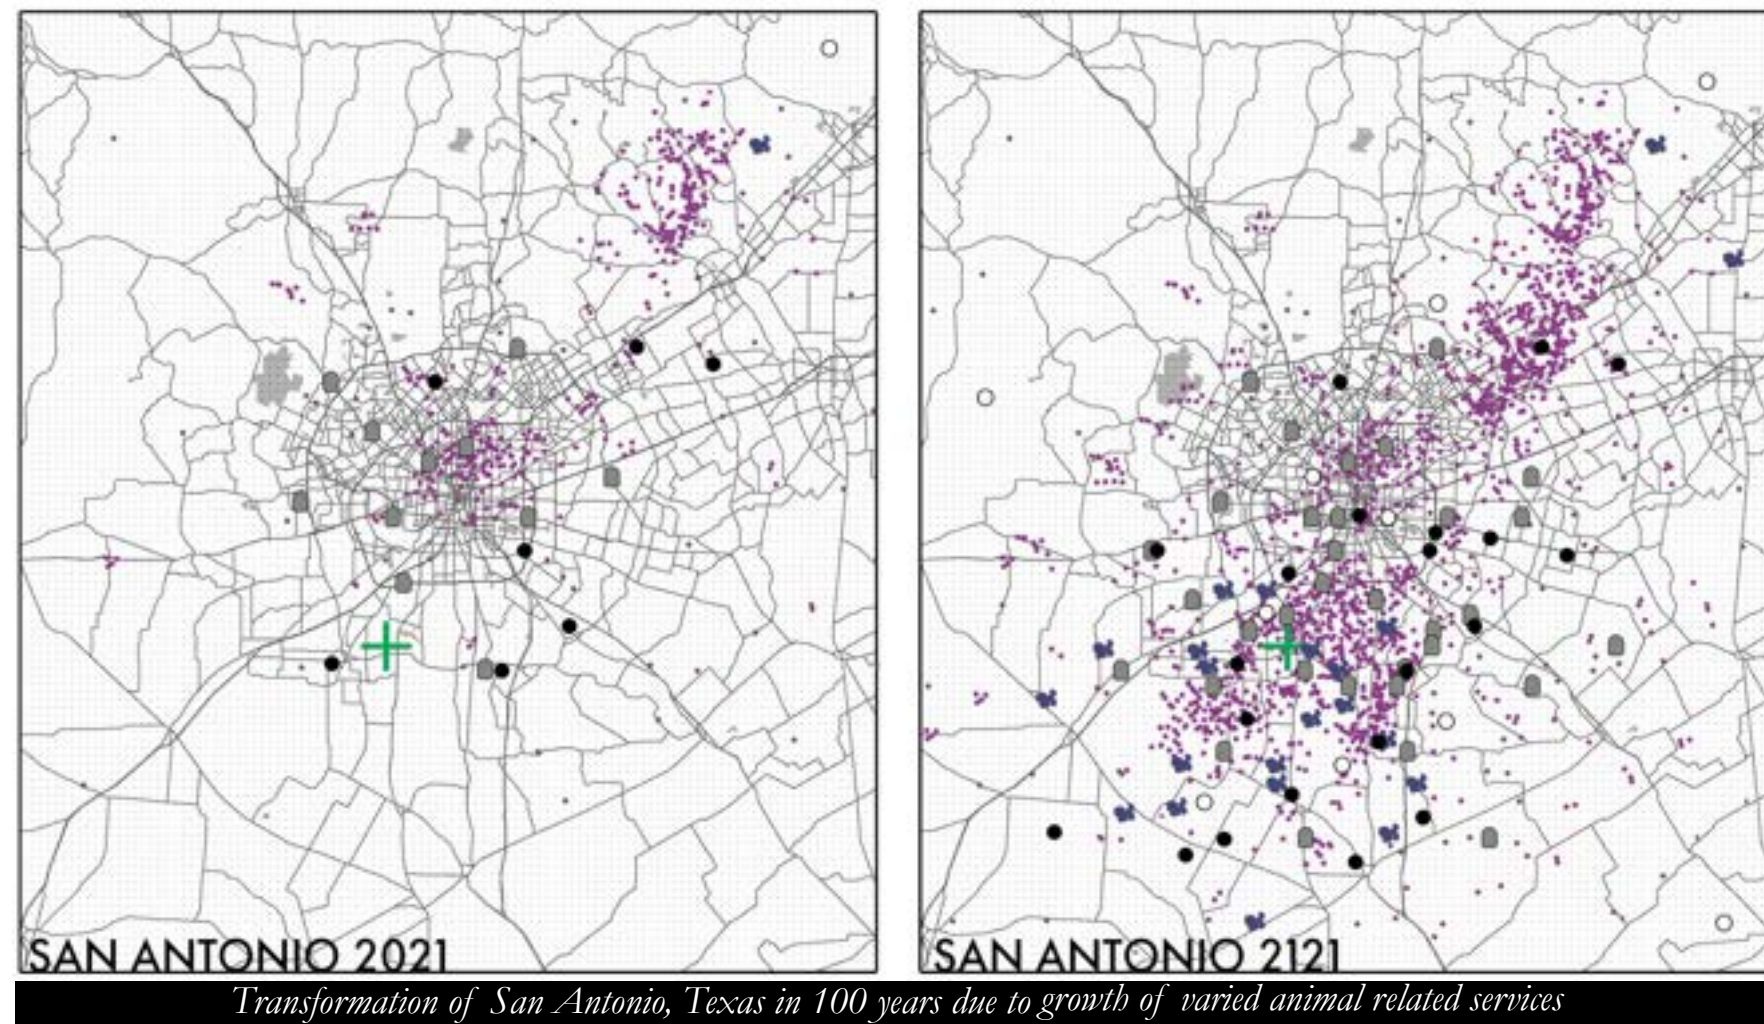 SAN ANTONIO 2021
SAN ANTONIO 2121
Transformation of San Antonio, Texas in 100 years due to growth of varied animal related services